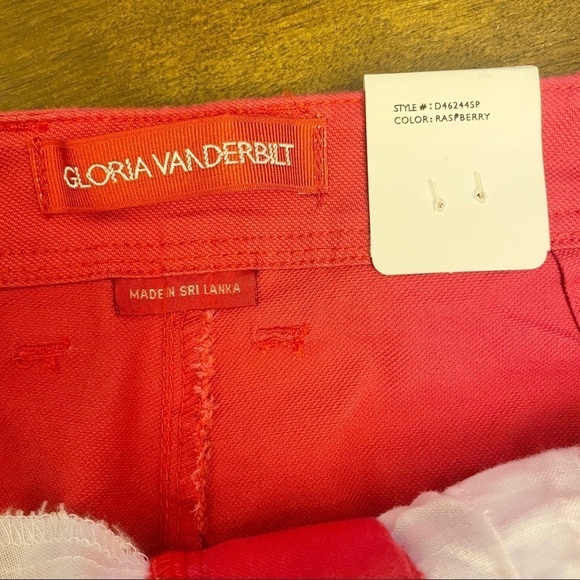 GLORIA VANDERBILT
STYLE #: D46244SP
COLOR: RASPBERRY
MADE IN SRI LANKA